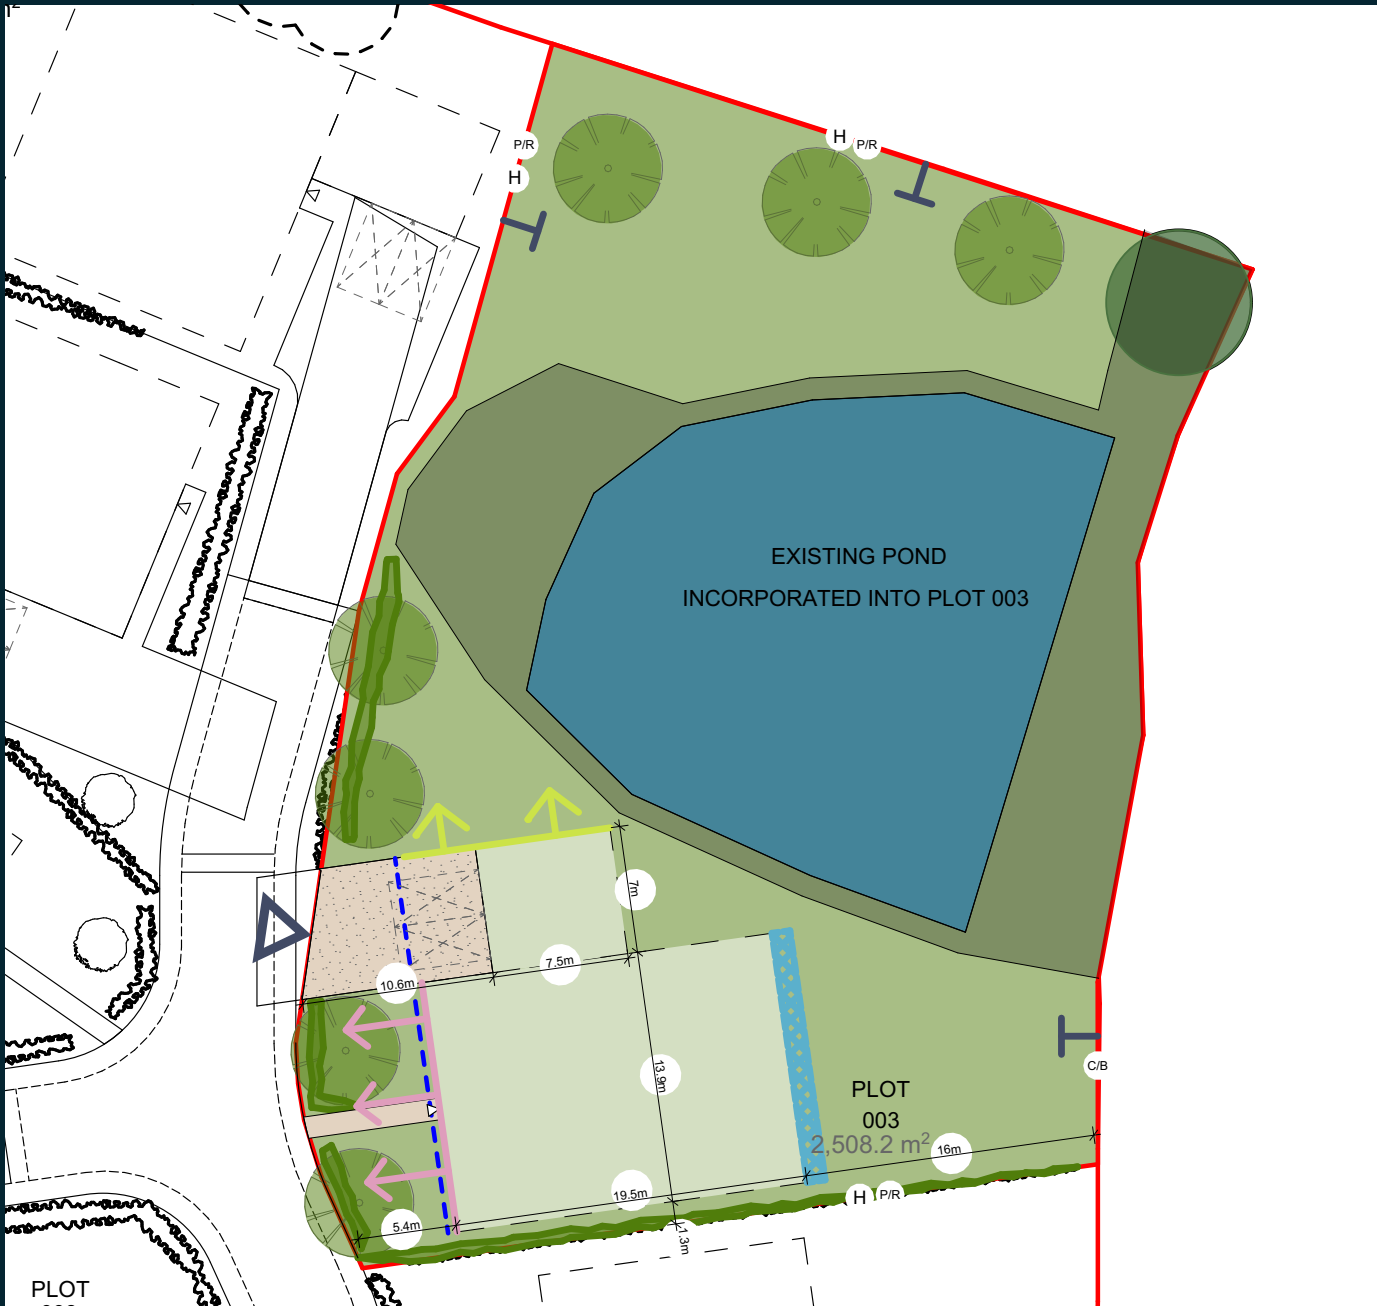 P/R
H
H
P/R
EXISTING POND
INCORPORATED INTO PLOT 003
7m
7.5m
10.6m
13.9m
C/B
PLOT
003
2,508.2 m²
16m
19.5m
H
P/R
5.4m
1.3m
PLOT